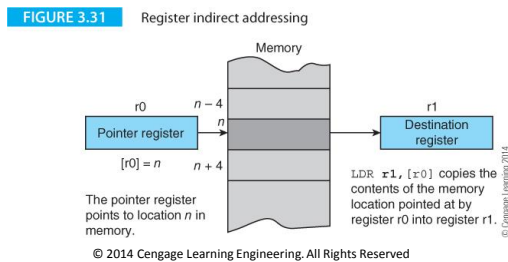 FIGURE 3.31 Register indirect addressing
Memory
r0
n – 4
n
Pointer register
[r0] = n
n + 4
The pointer register
points to location n in
memory.
r1
Destination
register
LDR r1,[r0] copies the
contents of the memory
location pointed at by
register r0 into register r1.
© Cengage Learning 2014
© 2014 Cengage Learning Engineering. All Rights Reserved